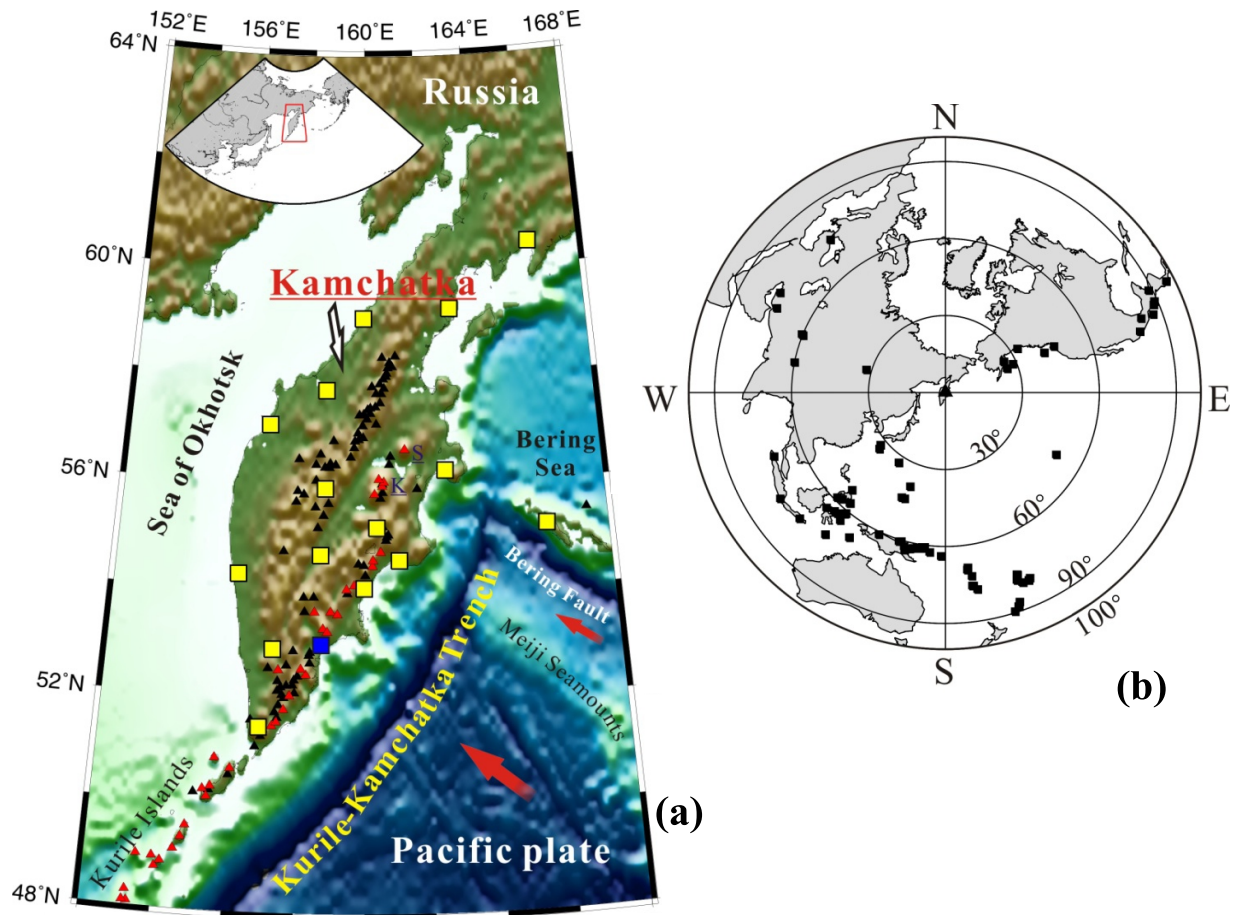 152˚E 156˚E 160˚E 164˚E 168˚E
64˚N
Russia
60˚N
Kamchatka
Sea of Okhotsk
56˚N
S
K
Bering
Sea
Bering Fault
Meiji Seamounts
Kurile-Kamchatka Trench
52˚N
Kurile Islands
Pacific plate
48˚N
(a)
N
W
E
S
30°
60°
90°
100°
(b)